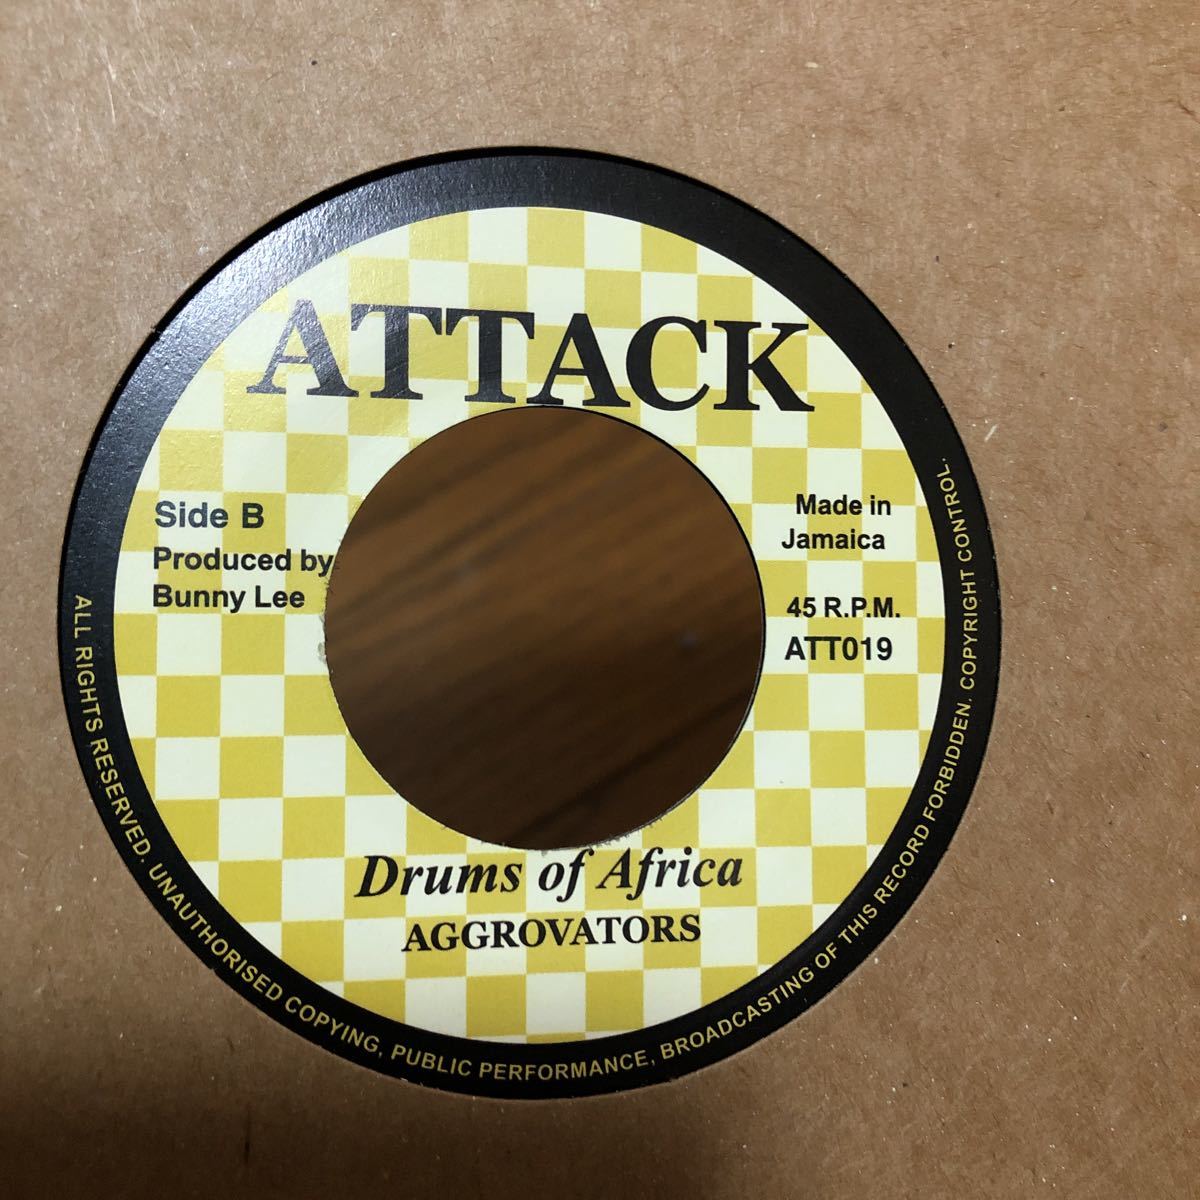 ATTACK
Side B
Produced by
Bunny Lee
Made in
Jamaica
45 R.P.M.
ATT019
Drums of Africa
AGGROVATORS
ALL RIGHTS RESERVED. UNAUTHORISED COPYING, PUBLIC PERFORMANCE, BROADCASTING OF THIS RECORD FORBIDDEN. COPYRIGHT CONTROL.